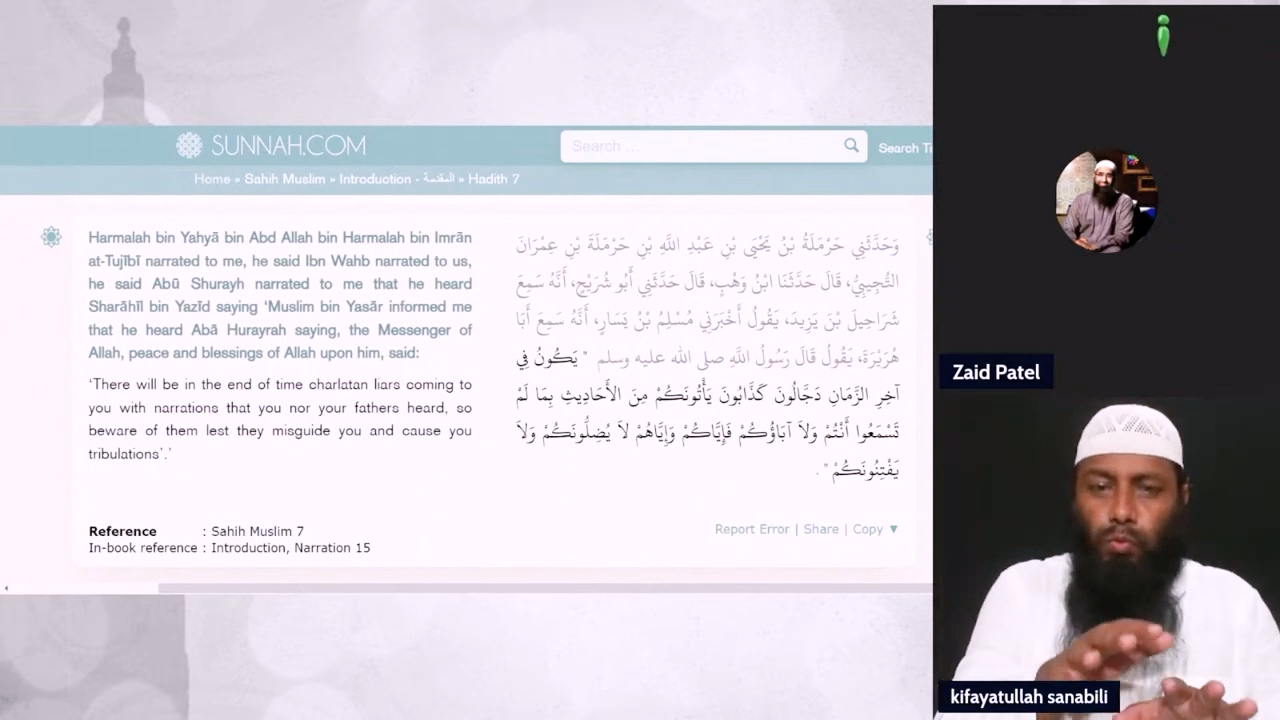 SUNNAH.COM
Search ...
Search Ti
Home » Sahih Muslim » Introduction - المقدمة » Hadith 7
Harmalah bin Yahyā bin Abd Allah bin Harmalah bin Imrān
at-Tujībī narrated to me, he said Ibn Wahb narrated to us,
he said Abū Shurayh narrated to me that he heard
Sharāhīl bin Yazīd saying ‘Muslim bin Yasār informed me
that he heard Abā Hurayrah saying, the Messenger of
Allah, peace and blessings of Allah upon him, said:
‘There will be in the end of time charlatan liars coming to
you with narrations that you nor your fathers heard, so
beware of them lest they misguide you and cause you
tribulations’.’
وَحَدَّثَنِي حَرْمَلَةُ بْنُ يَحْيَى بْنِ عَبْدِ اللَّهِ بْنِ حَرْمَلَةَ بْنِ عِمْرَانَ
التُّجِيبِيُّ، قَالَ حَدَّثَنَا ابْنُ وَهْبٍ، قَالَ حَدَّثَنِي أَبُو شُرَيْحٍ، أَنَّهُ سَمِعَ
شَرَاحِيلَ بْنَ يَزِيدَ، يَقُولُ أَخْبَرَنِي مُسْلِمُ بْنُ يَسَارٍ، أَنَّهُ سَمِعَ أَبَا
هُرَيْرَةَ، يَقُولُ قَالَ رَسُولُ اللَّهِ صلى الله عليه وسلم ‏"‏ يَكُونُ فِي
آخِرِ الزَّمَانِ دَجَّالُونَ كَذَّابُونَ يَأْتُونَكُمْ مِنَ الأَحَادِيثِ بِمَا لَمْ
تَسْمَعُوا أَنْتُمْ وَلاَ آبَاؤُكُمْ فَإِيَّاكُمْ وَإِيَّاهُمْ لاَ يُضِلُّونَكُمْ وَلاَ
يَفْتِنُونَكُمْ ‏"‏ ‏.‏
Reference : Sahih Muslim 7
In-book reference : Introduction, Narration 15
Report Error | Share | Copy ▼
Zaid Patel
kifayatullah sanabili